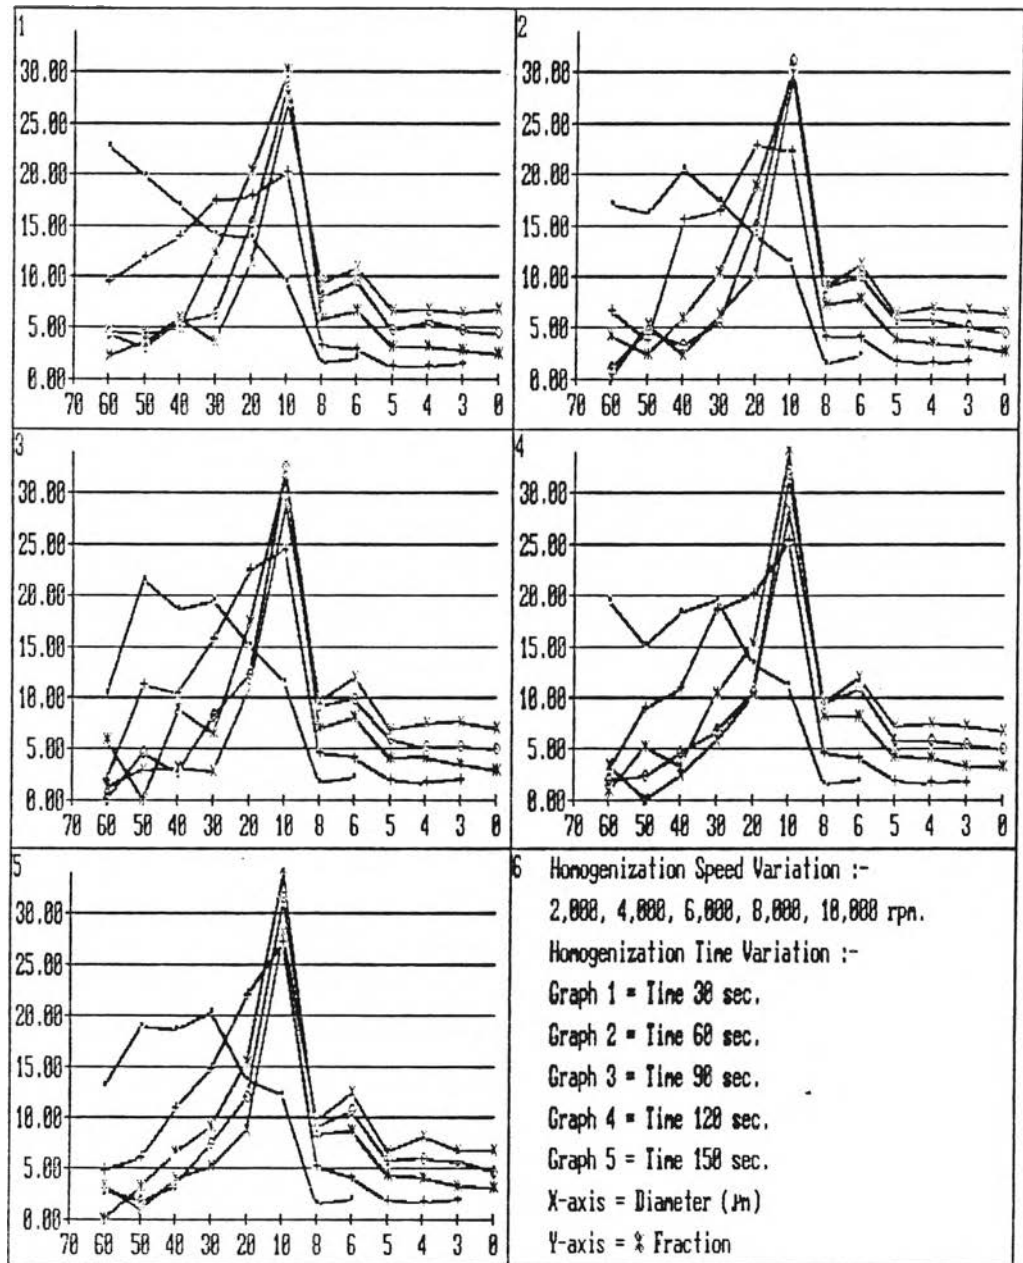 1
30.00
25.00
20.00
15.00
10.00
5.00
0.00
70 60 50 40 30 20 10 8 6 5 4 3 0
2
30.00
25.00
20.00
15.00
10.00
5.00
0.00
70 60 50 40 30 20 10 8 6 5 4 3 0
3
30.00
25.00
20.00
15.00
10.00
5.00
0.00
70 60 50 40 30 20 10 8 6 5 4 3 0
4
30.00
25.00
20.00
15.00
10.00
5.00
0.00
70 60 50 40 30 20 10 8 6 5 4 3 0
5
30.00
25.00
20.00
15.00
10.00
5.00
0.00
70 60 50 40 30 20 10 8 6 5 4 3 0
6
Homogenization Speed Variation :-
2,000, 4,000, 6,000, 8,000, 10,000 rpm.
Homogenization Time Variation :-
Graph 1 = Time 30 sec.
Graph 2 = Time 60 sec.
Graph 3 = Time 90 sec.
Graph 4 = Time 120 sec.
Graph 5 = Time 150 sec.
X-axis = Diameter (µm)
Y-axis = % Fraction